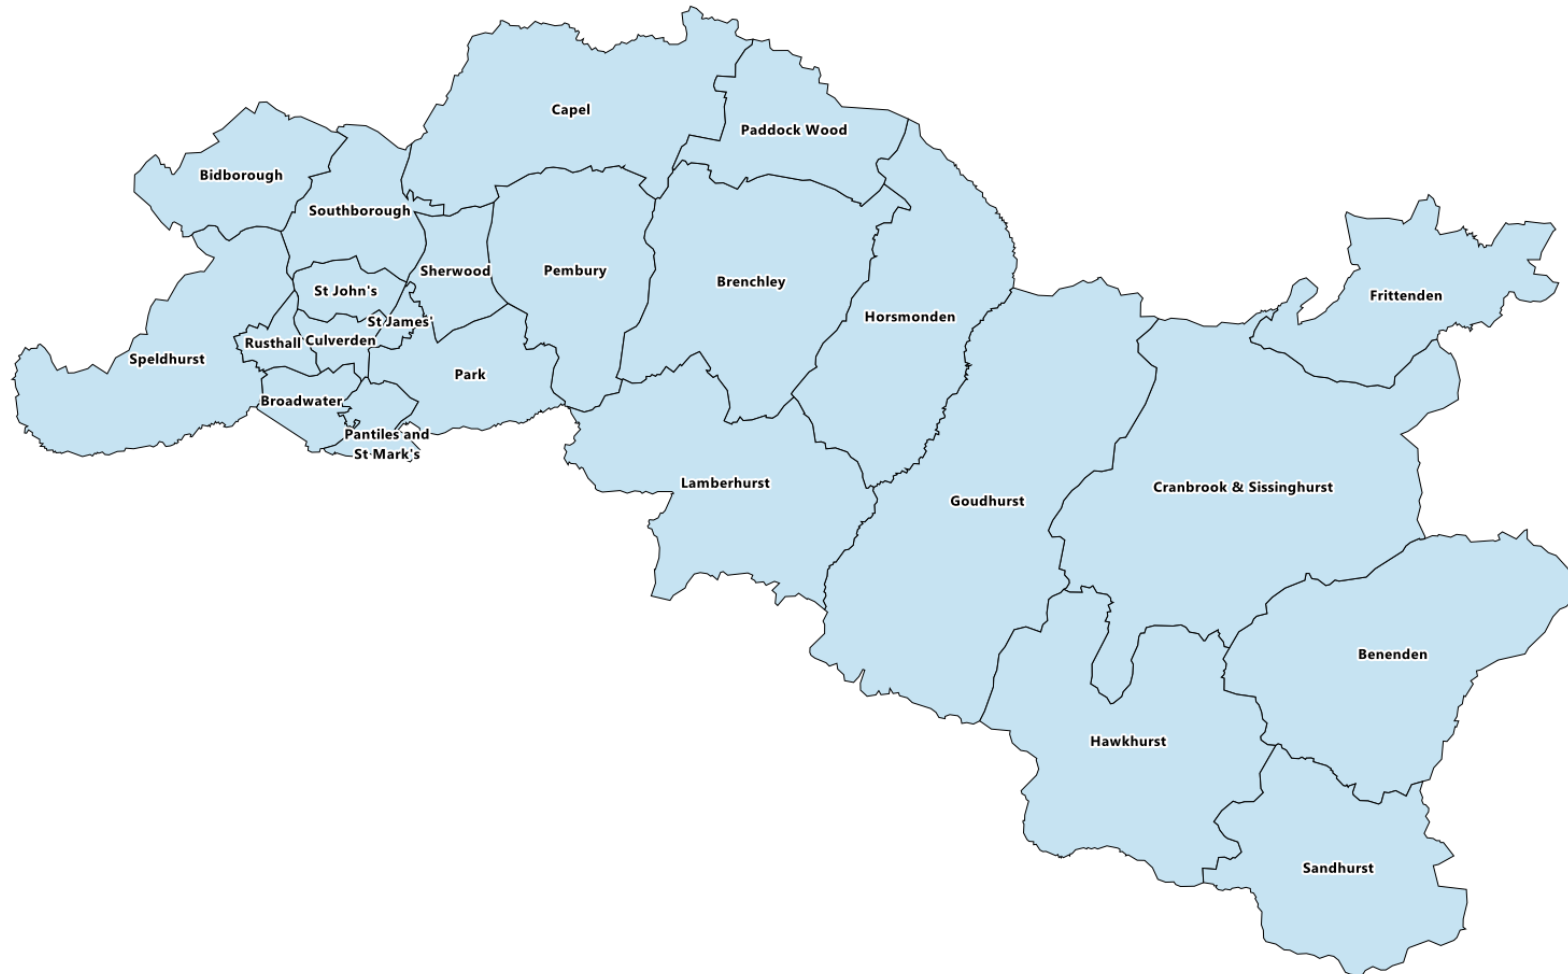 Capel
Paddock Wood
Bidborough
Southborough
Sherwood
Pembury
Brenchley
St John's
Frittenden
Horsmonden
St James'
Rusthall
Culverden
Speldhurst
Park
Broadwater
Pantiles and
St Mark's
Lamberhurst
Cranbrook & Sissinghurst
Goudhurst
Benenden
Hawkhurst
Sandhurst